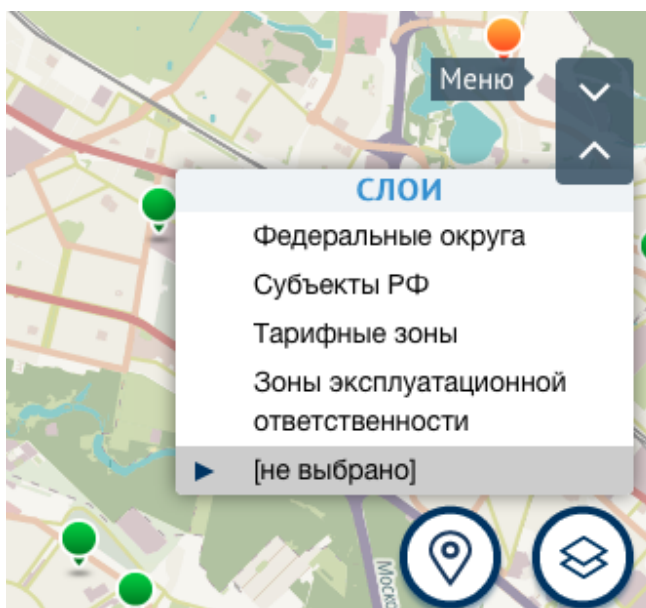 Меню
СЛОИ
Федеральные округа
Субъекты РФ
Тарифные зоны
Зоны эксплуатационной
ответственности
[не выбрано]